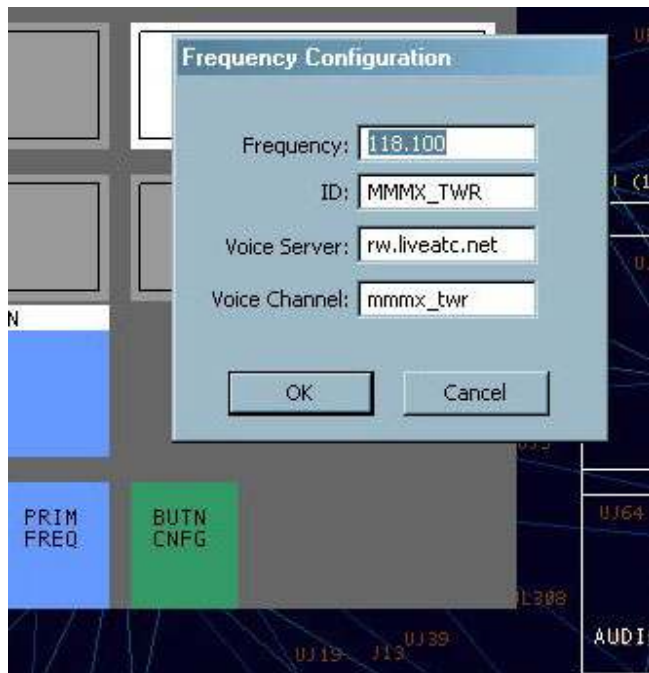 Frequency Configuration
Frequency: 118.100
ID: MMMX_TWR
Voice Server: rw.liveatc.net
Voice Channel: mmmx_twr
OK Cancel
N
PRIM BUTN
FREQ CNFG
UJ64
UJ39
UJ19 J13
AUDI